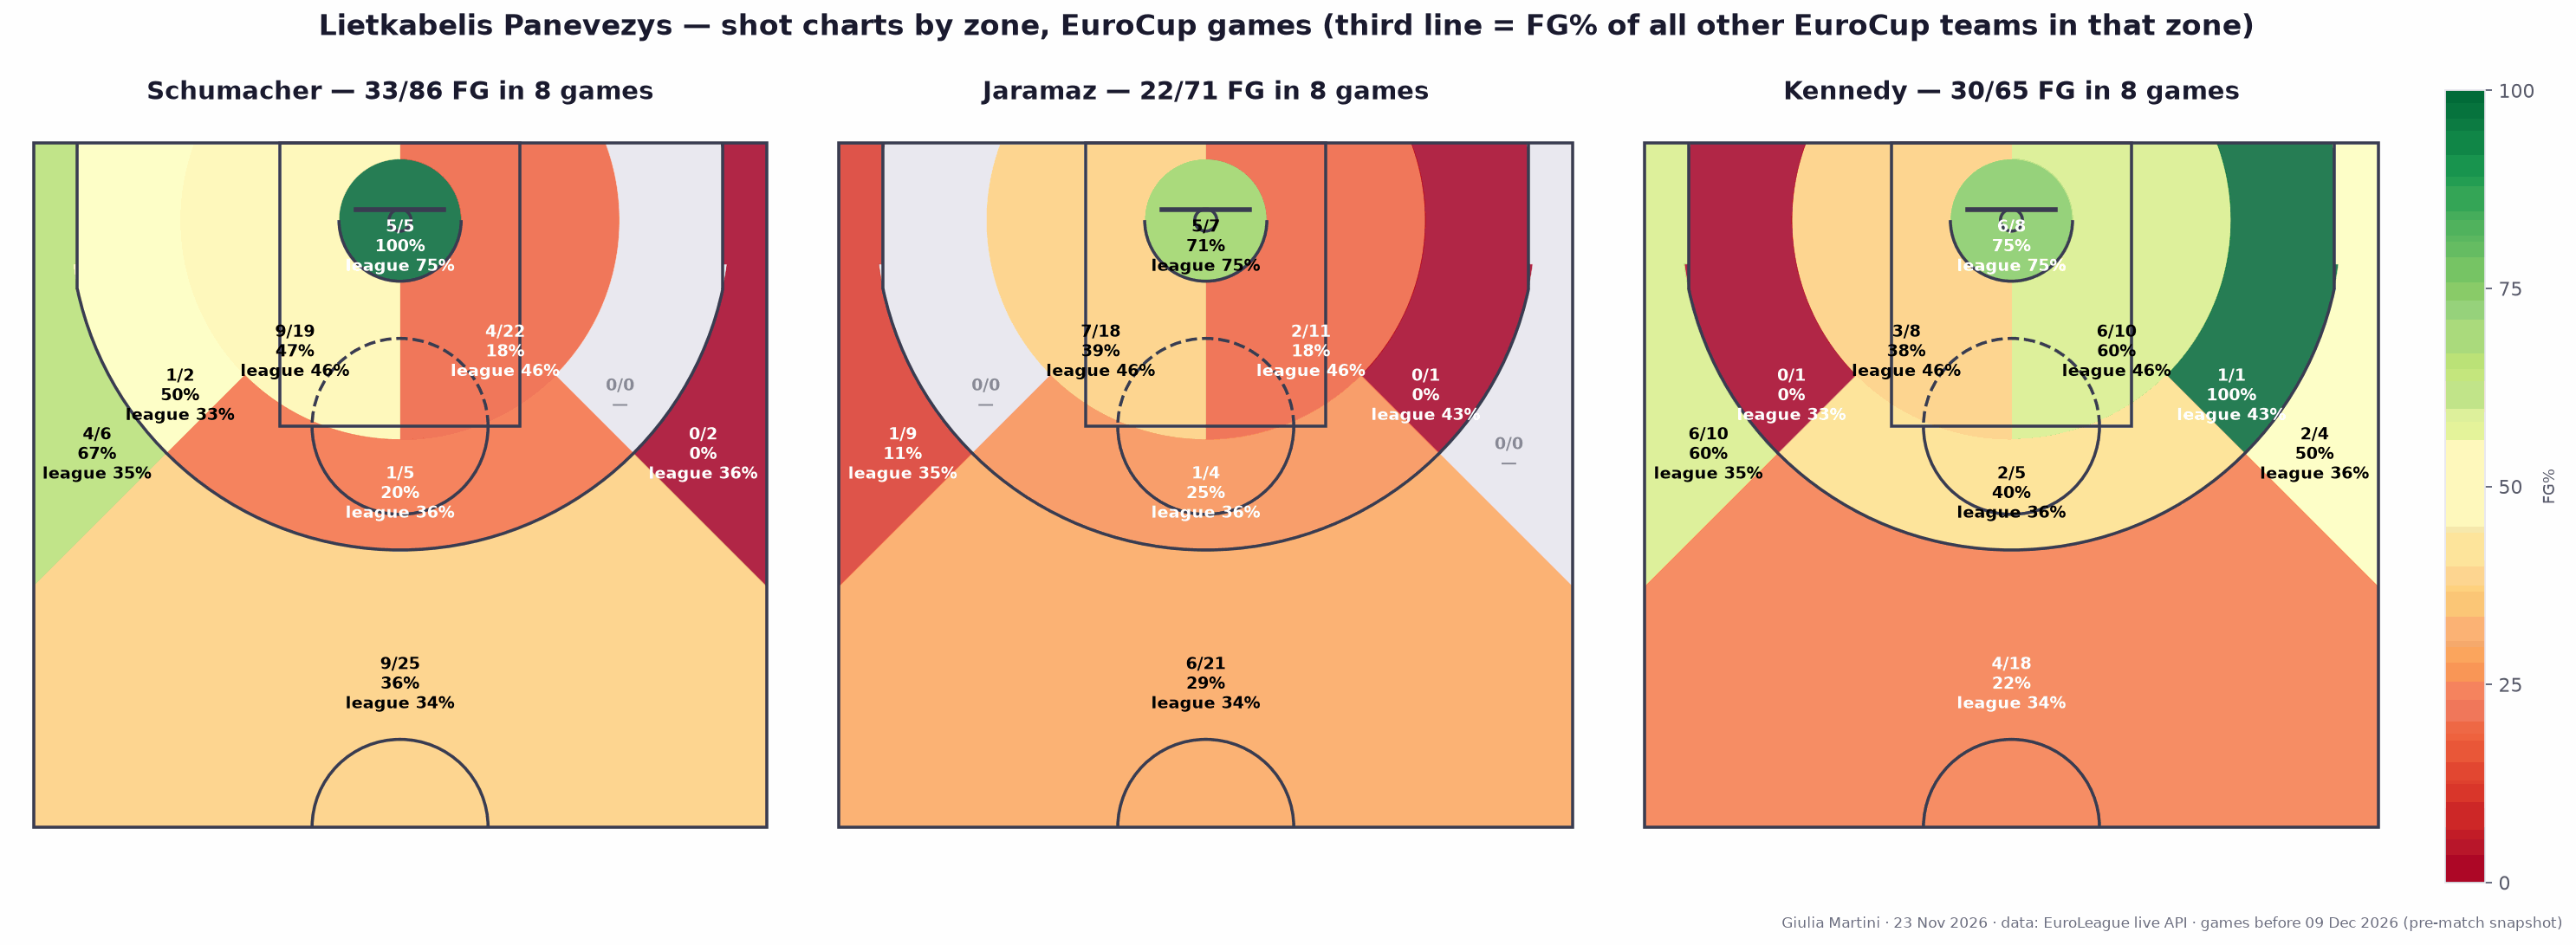 Lietkabelis Panevezys — shot charts by zone, EuroCup games (third line = FG% of all other EuroCup teams in that zone)
Schumacher — 33/86 FG in 8 games
5/5
100%
league 75%
9/19
47%
league 46%
4/22
18%
league 46%
1/2
50%
league 33%
0/0
—
4/6
67%
league 35%
0/2
0%
league 36%
1/5
20%
league 36%
9/25
36%
league 34%
Jaramaz — 22/71 FG in 8 games
5/7
71%
league 75%
7/18
39%
league 46%
2/11
18%
league 46%
0/0
—
0/1
0%
league 43%
1/9
11%
league 35%
0/0
—
1/4
25%
league 36%
6/21
29%
league 34%
Kennedy — 30/65 FG in 8 games
6/8
75%
league 75%
3/8
38%
league 46%
6/10
60%
league 46%
0/1
0%
league 33%
1/1
100%
league 43%
6/10
60%
league 35%
2/4
50%
league 36%
2/5
40%
league 36%
4/18
22%
league 34%
100
75
50
25
0
FG%
Giulia Martini · 23 Nov 2026 · data: EuroLeague live API · games before 09 Dec 2026 (pre-match snapshot)